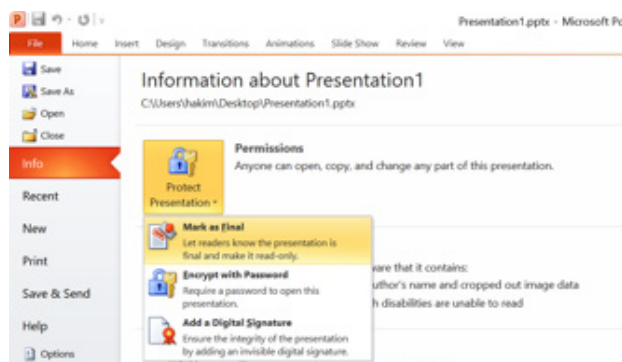 Presentation1.pptx - Microsoft Po
File Home Insert Design Transitions Animations Slide Show Review View
Save
Save As
Open
Close
Info
Recent
New
Print
Save & Send
Help
Options
Information about Presentation1
C:\Users\hakim\Desktop\Presentation1.pptx
Protect
Presentation
Permissions
Anyone can open, copy, and change any part of this presentation.
Mark as Final
Let readers know the presentation is
final and make it read-only.
Encrypt with Password
Require a password to open this
presentation.
Add a Digital Signature
Ensure the integrity of the presentation
by adding an invisible digital signature.
ware that it contains:
uthor's name and cropped out image data
h disabilities are unable to read